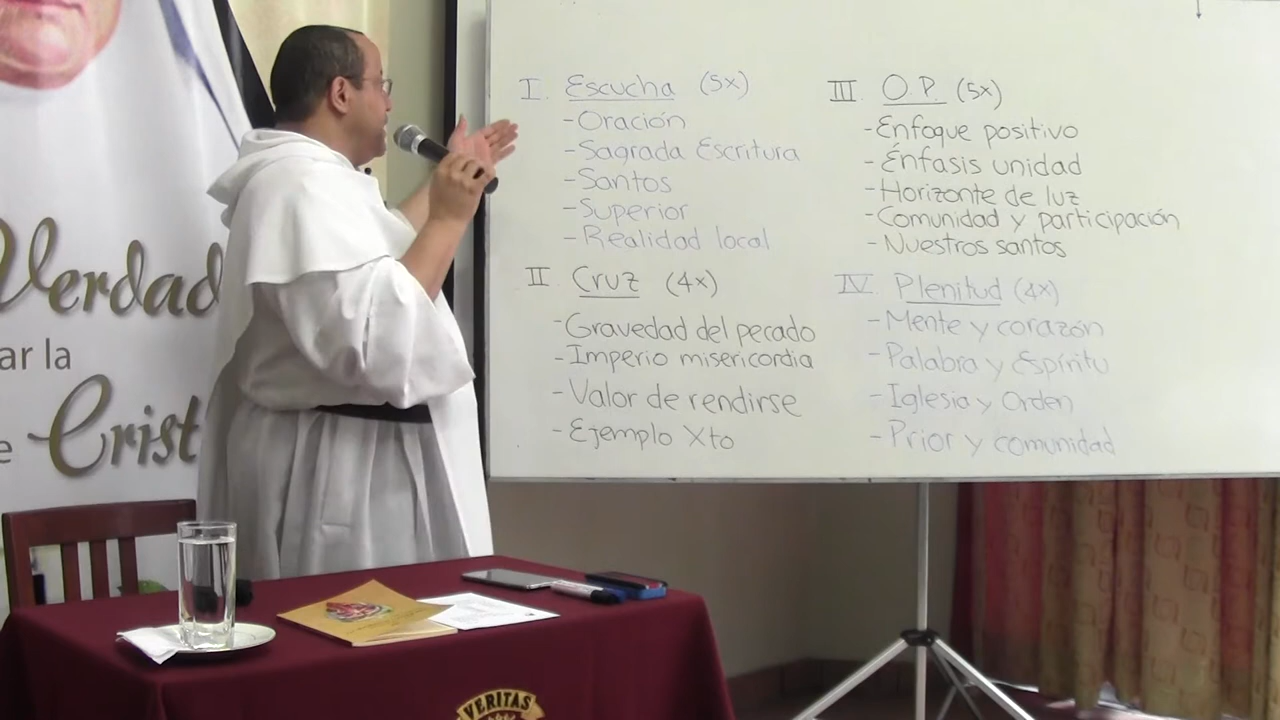 I. Escucha (5x)
- Oración
- Sagrada Escritura
- Santos
- Superior
- Realidad local
II Cruz (4x)
- Gravedad del pecado
- Imperio misericordia
- Valor de rendirse
- Ejemplo Xto
III O.P. (5x)
- Enfoque positivo
- Énfasis unidad
- Horizonte de luz
- Comunidad y participación
- Nuestros santos
IV. Plenitud (4x)
- Mente y corazón
- Palabra y Espíritu
- Iglesia y Orden
- Prior y comunidad
Verdad
ar la
e Crist
VERITAS